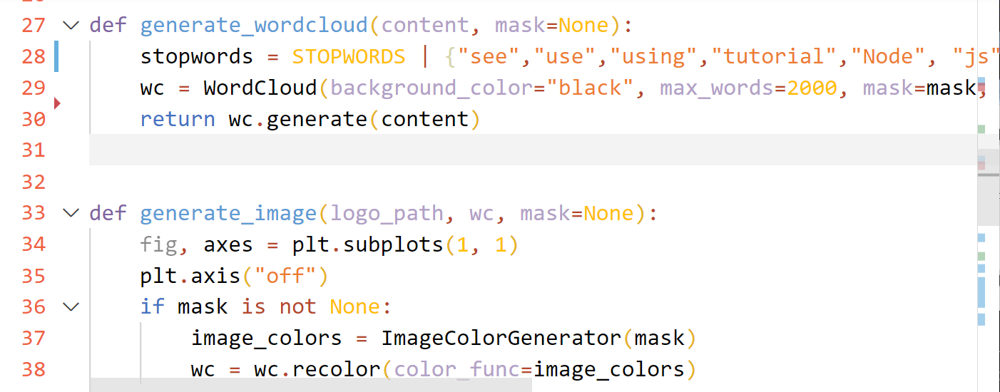 27 def generate_wordcloud(content, mask=None):
28 stopwords = STOPWORDS | {"see","use","using","tutorial","Node", "js"
29 wc = WordCloud(background_color="black", max_words=2000, mask=mask,
30 return wc.generate(content)
31
32
33 def generate_image(logo_path, wc, mask=None):
34 fig, axes = plt.subplots(1, 1)
35 plt.axis("off")
36 if mask is not None:
37 image_colors = ImageColorGenerator(mask)
38 wc = wc.recolor(color_func=image_colors)